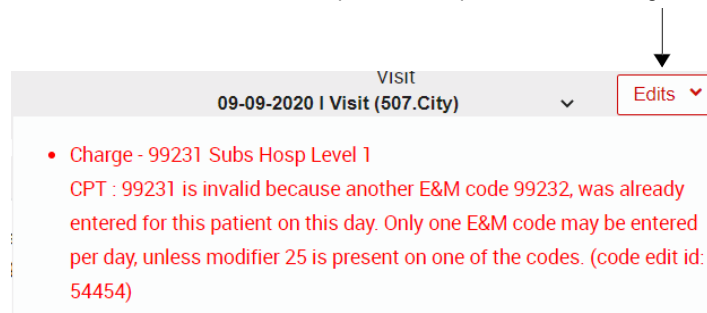 Visit
09-09-2020 I Visit (507.City)
Edits
• Charge - 99231 Subs Hosp Level 1
CPT : 99231 is invalid because another E&M code 99232, was already
entered for this patient on this day. Only one E&M code may be entered
per day, unless modifier 25 is present on one of the codes. (code edit id:
54454)